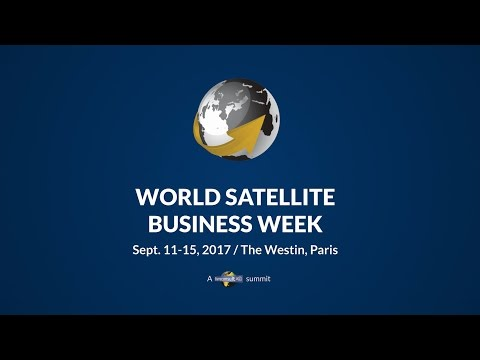 WORLD SATELLITE
BUSINESS WEEK
Sept. 11-15, 2017 / The Westin, Paris
A summit